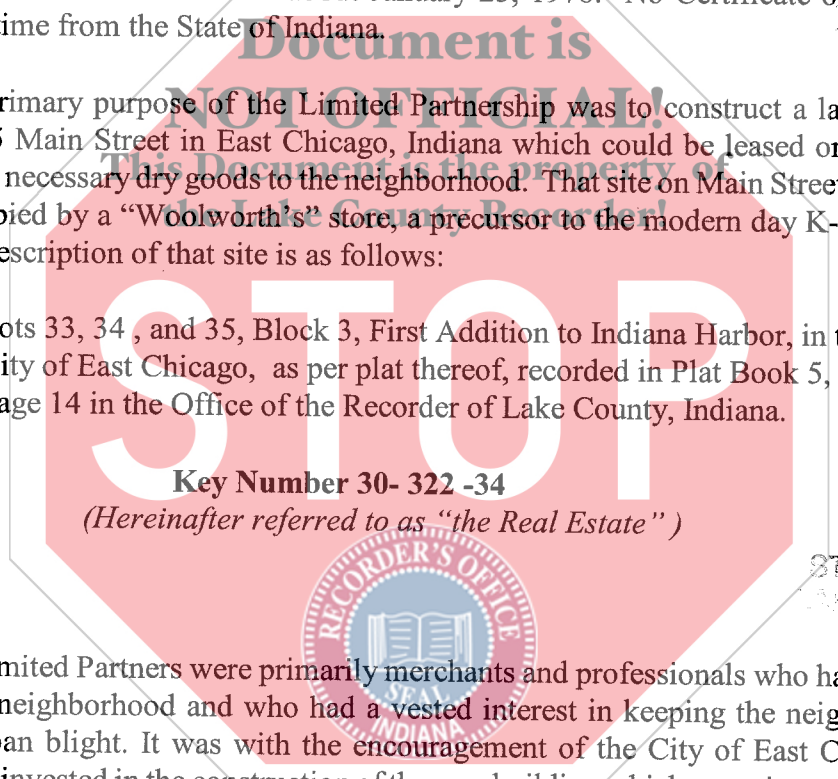 time from the State of Indiana.
Document is
NOT OFFICIAL!
rimary purpose of the Limited Partnership was to construct a la
Main Street in East Chicago, Indiana which could be leased or
This Document is the property of
necessary dry goods to the neighborhood. That site on Main Stree
the Lake County Recorder!
pied by a “Woolworth’s” store, a precursor to the modern day K-
escription of that site is as follows:
ots 33, 34 , and 35, Block 3, First Addition to Indiana Harbor, in t
ity of East Chicago, as per plat thereof, recorded in Plat Book 5,
age 14 in the Office of the Recorder of Lake County, Indiana.
STOP
Key Number 30- 322 -34
(Hereinafter referred to as “the Real Estate” )
RECORDER'S OFFICE
SEAL
INDIANA
mited Partners were primarily merchants and professionals who ha
neighborhood and who had a vested interest in keeping the neig
ban blight. It was with the encouragement of the City of East C